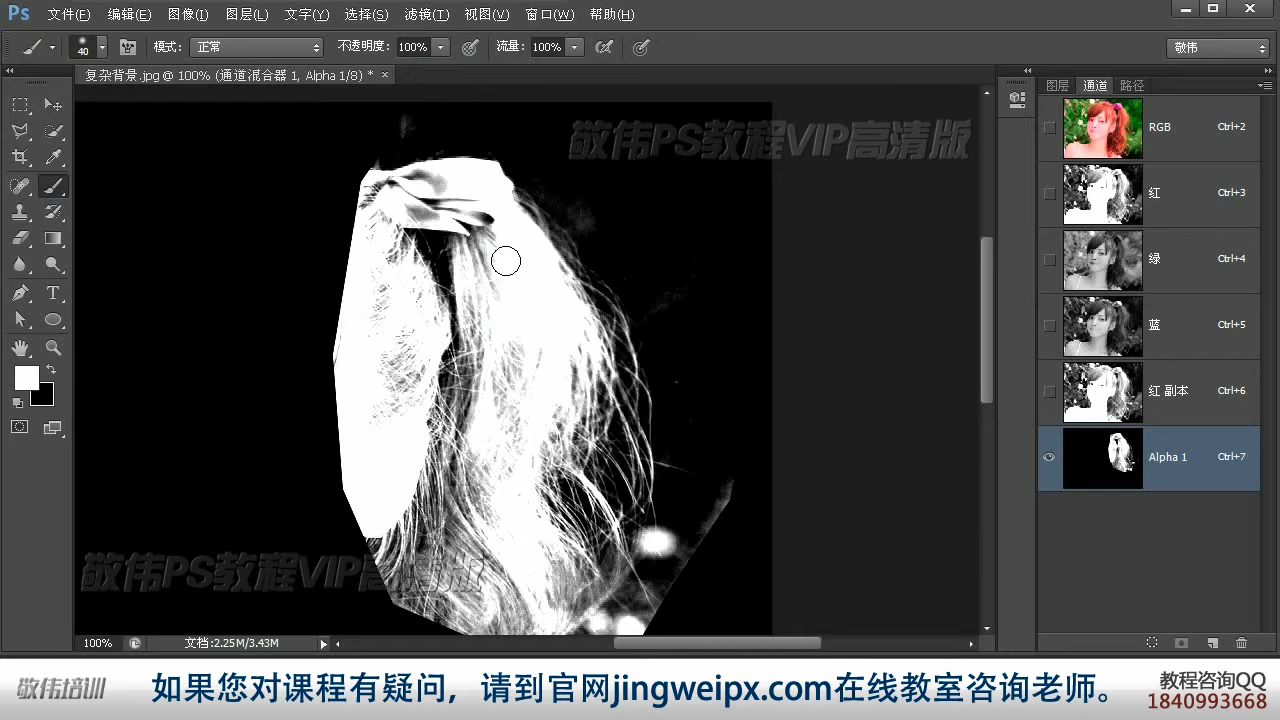 Ps 文件(F) 编辑(E) 图像(I) 图层(L) 文字(Y) 选择(S) 滤镜(T) 视图(V) 窗口(W) 帮助(H)
40 模式: 正常 不透明度: 100% 流量: 100% 敬伟
复杂背景.jpg @ 100% (通道混合器 1, Alpha 1/8) * ×
图层 通道 路径
敬伟PS教程VIP高清版
RGB Ctrl+2
红 Ctrl+3
绿 Ctrl+4
蓝 Ctrl+5
红 副本 Ctrl+6
Alpha 1 Ctrl+7
敬伟PS教程VIP高清版
100% 文档:2.25M/3.43M
敬伟培训
如果您对课程有疑问，请到官网jingweipx.com在线教室咨询老师。
教程咨询QQ
1840993668